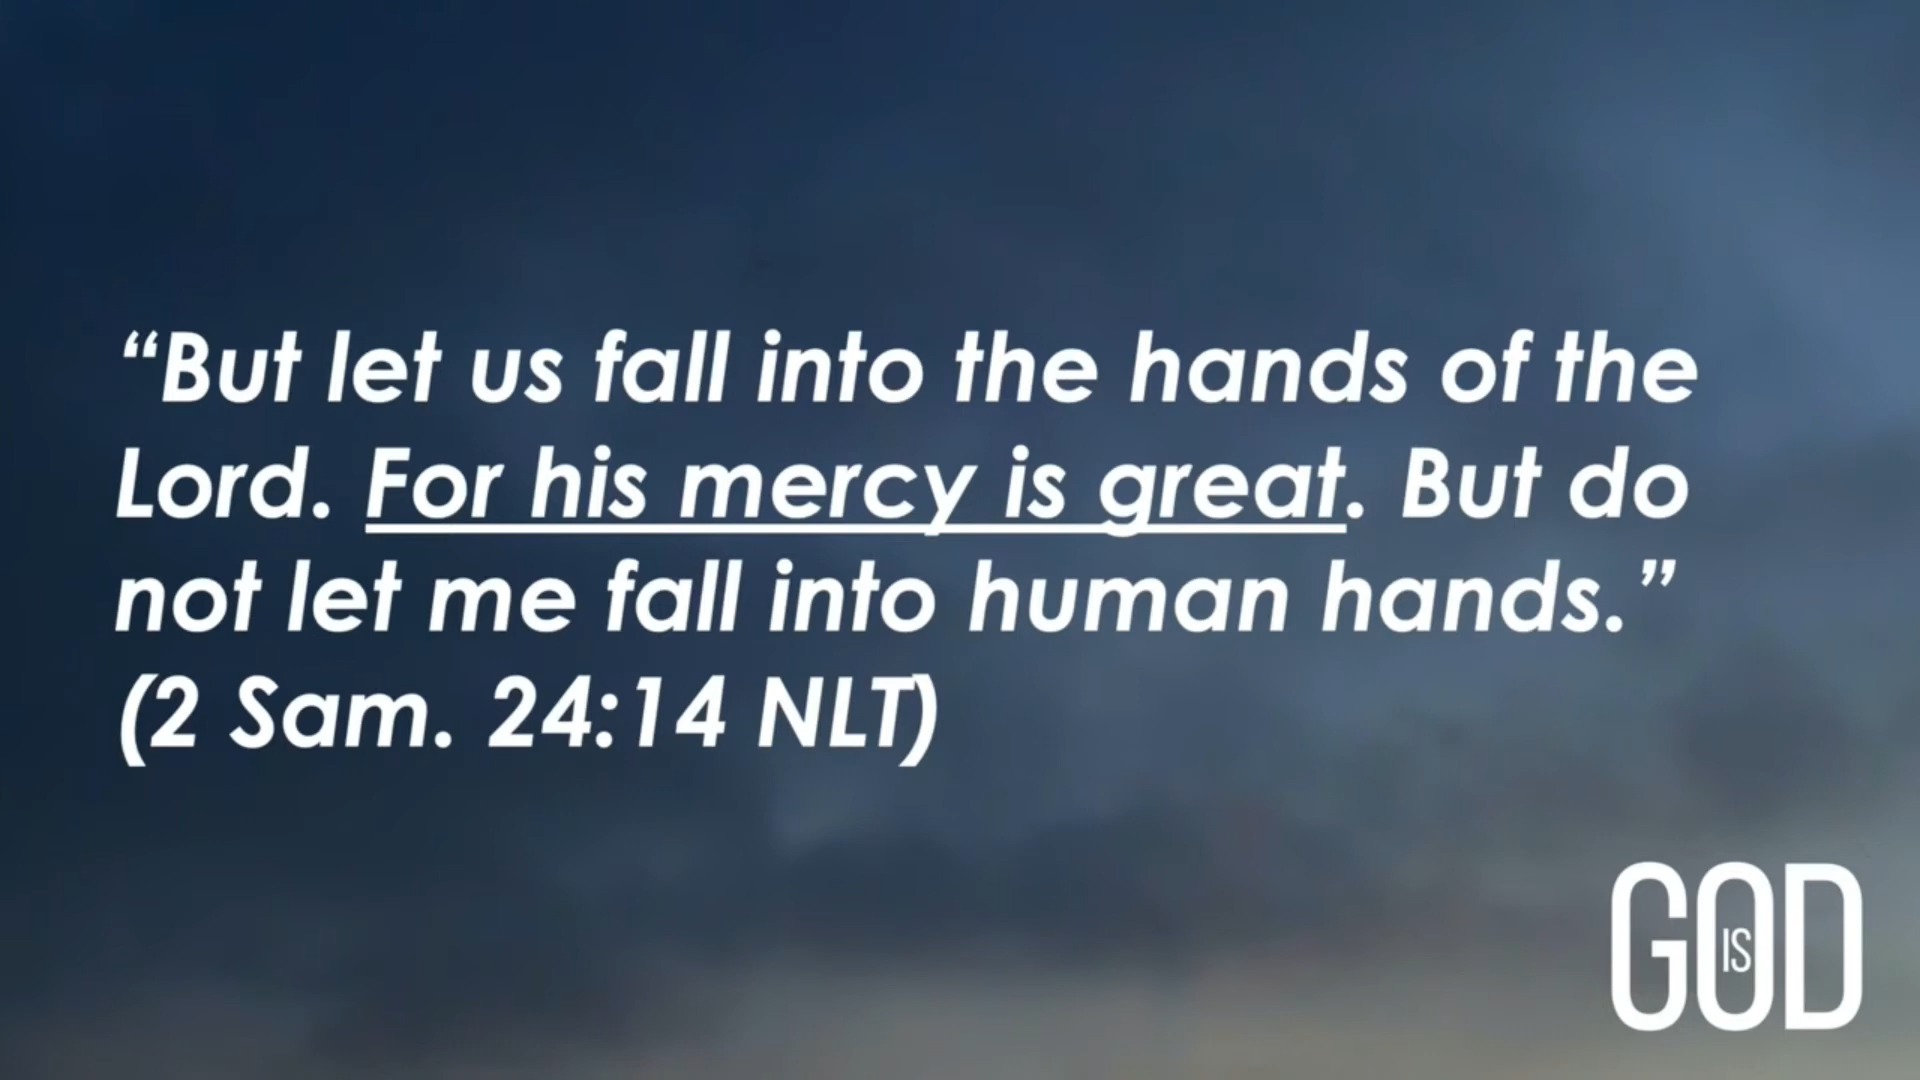 “But let us fall into the hands of the
Lord. For his mercy is great. But do
not let me fall into human hands.”
(2 Sam. 24:14 NLT)
GOD
IS